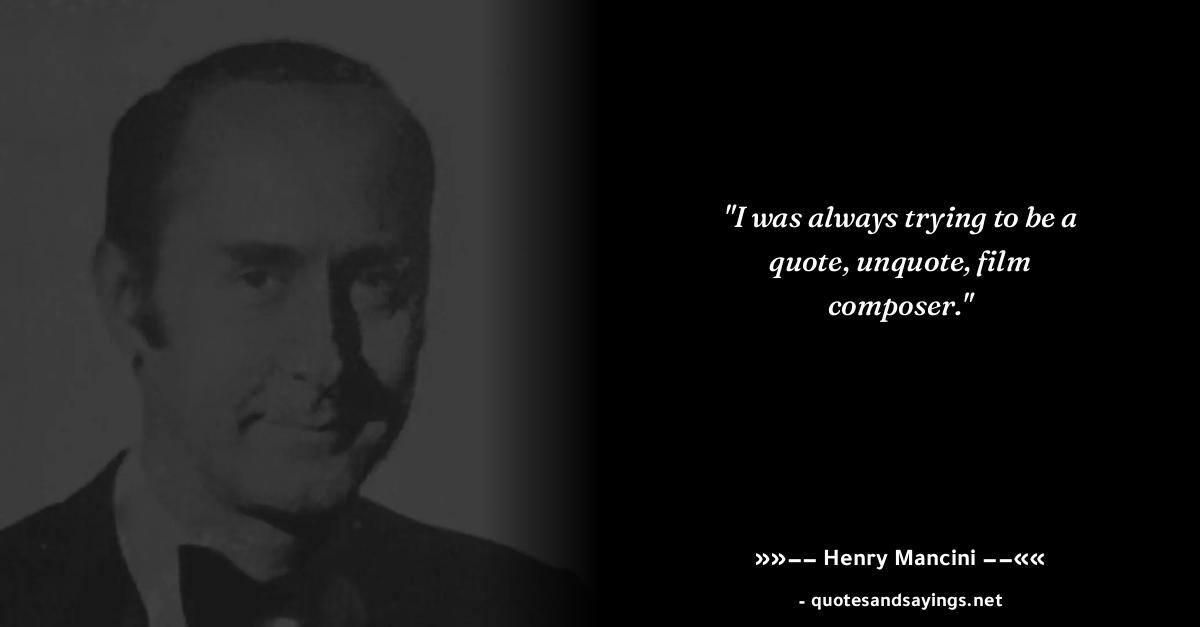 "I was always trying to be a
quote, unquote, film
composer."
»»−− Henry Mancini −−««
- quotesandsayings.net